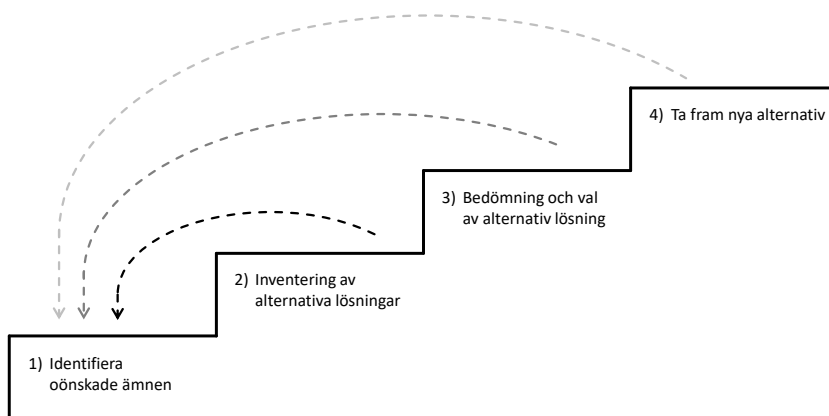 1) Identifiera
oönskade ämnen
2) Inventering av
alternativa lösningar
3) Bedömning och val
av alternativ lösning
4) Ta fram nya alternativ